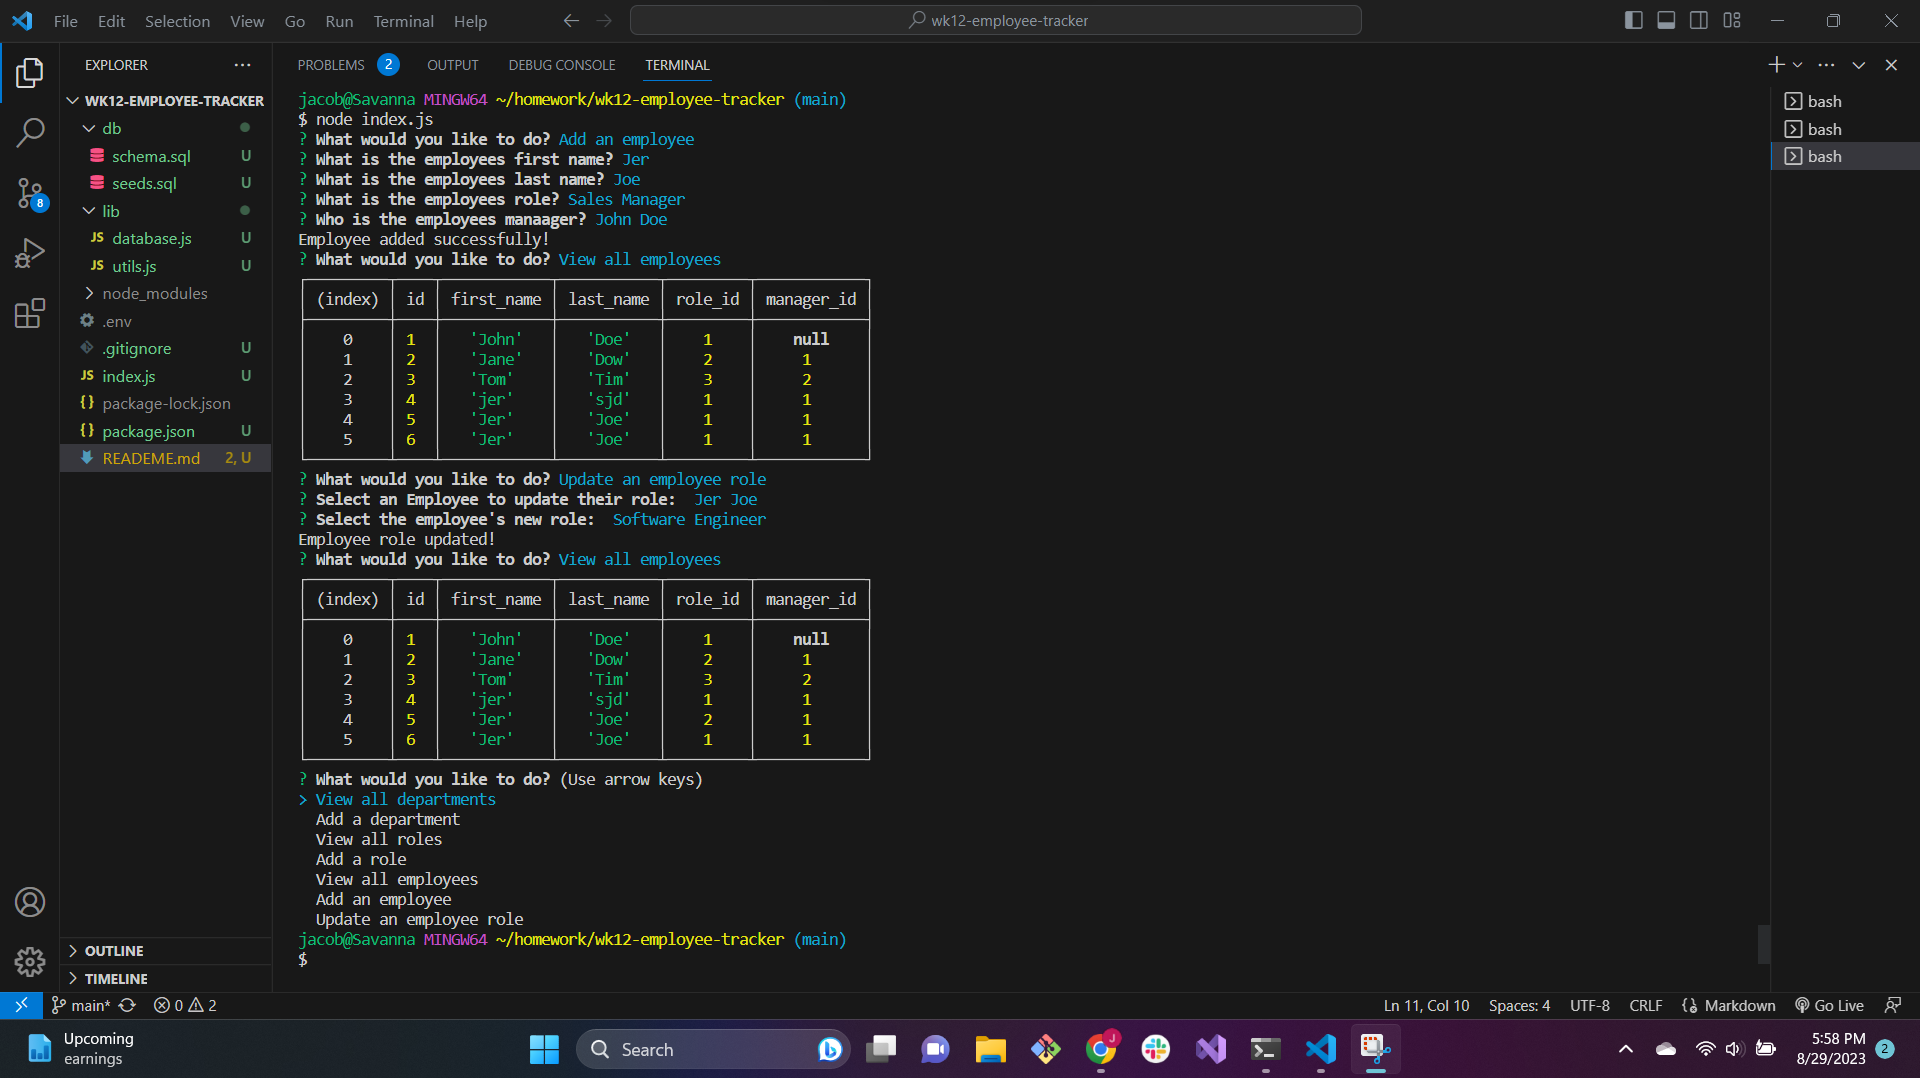 File Edit Selection View Go Run Terminal Help
wk12-employee-tracker
EXPLORER
WK12-EMPLOYEE-TRACKER
db
schema.sql U
seeds.sql U
lib
JS database.js U
JS utils.js U
node_modules
.env
.gitignore U
JS index.js U
{} package-lock.json
{} package.json U
READEME.md 2, U
OUTLINE
TIMELINE
8
PROBLEMS 2 OUTPUT DEBUG CONSOLE TERMINAL
jacob@Savanna MINGW64 ~/homework/wk12-employee-tracker (main)
$ node index.js
? What would you like to do? Add an employee
? What is the employees first name? Jer
? What is the employees last name? Joe
? What is the employees role? Sales Manager
? Who is the employees manaager? John Doe
Employee added successfully!
? What would you like to do? View all employees
(index) id first_name last_name role_id manager_id
0 1 'John' 'Doe' 1 null
1 2 'Jane' 'Dow' 2 1
2 3 'Tom' 'Tim' 3 2
3 4 'jer' 'sjd' 1 1
4 5 'Jer' 'Joe' 1 1
5 6 'Jer' 'Joe' 1 1
? What would you like to do? Update an employee role
? Select an Employee to update their role: Jer Joe
? Select the employee's new role: Software Engineer
Employee role updated!
? What would you like to do? View all employees
(index) id first_name last_name role_id manager_id
0 1 'John' 'Doe' 1 null
1 2 'Jane' 'Dow' 2 1
2 3 'Tom' 'Tim' 3 2
3 4 'jer' 'sjd' 1 1
4 5 'Jer' 'Joe' 2 1
5 6 'Jer' 'Joe' 1 1
? What would you like to do? (Use arrow keys)
> View all departments
Add a department
View all roles
Add a role
View all employees
Add an employee
Update an employee role
jacob@Savanna MINGW64 ~/homework/wk12-employee-tracker (main)
$
bash
bash
bash
main* 0 2
Ln 11, Col 10 Spaces: 4 UTF-8 CRLF {} Markdown Go Live
Upcoming
earnings
Search
J
5:58 PM
8/29/2023
2